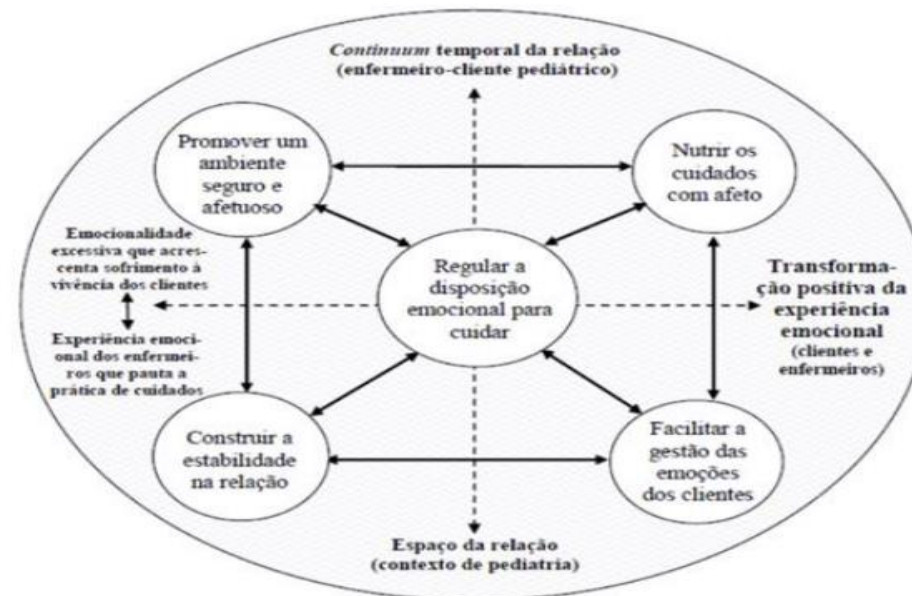 Continuum temporal da relação
(enfermeiro-cliente pediátrico)
Promover um
ambiente
seguro e
afetuoso
Nutrir os
cuidados
com afeto
Emocionalidade
excessiva que acres-
centa sofrimento à
vivência dos clientes
Experiência emoci-
onal dos enfermei-
ros que pauta a
prática de cuidados
Regular a
disposição
emocional para
cuidar
Transforma-
ção positiva da
experiência
emocional
(clientes e
enfermeiros)
Construir a
estabilidade
na relação
Facilitar a
gestão das
emoções
dos clientes
Espaço da relação
(contexto de pediatria)